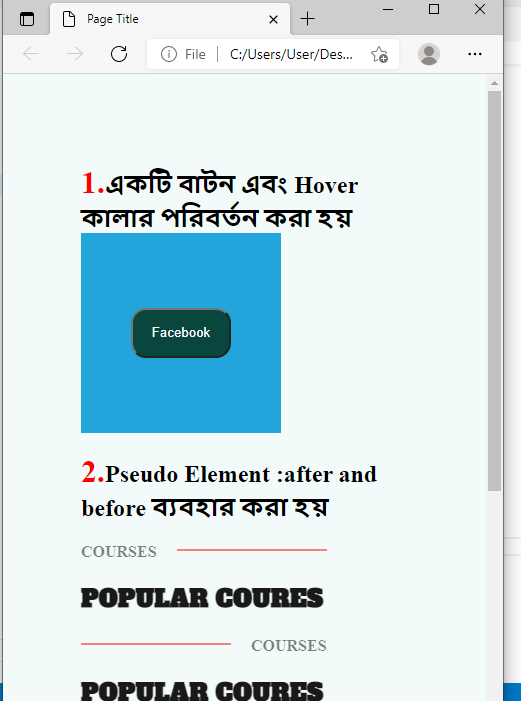 Page Title
File
C:/Users/User/Des...
1.একটি বাটন এবং Hover
কালার পরিবর্তন করা হয়
Facebook
2.Pseudo Element :after and
before ব্যবহার করা হয়
COURSES
POPULAR COURES
COURSES
POPULAR COURES